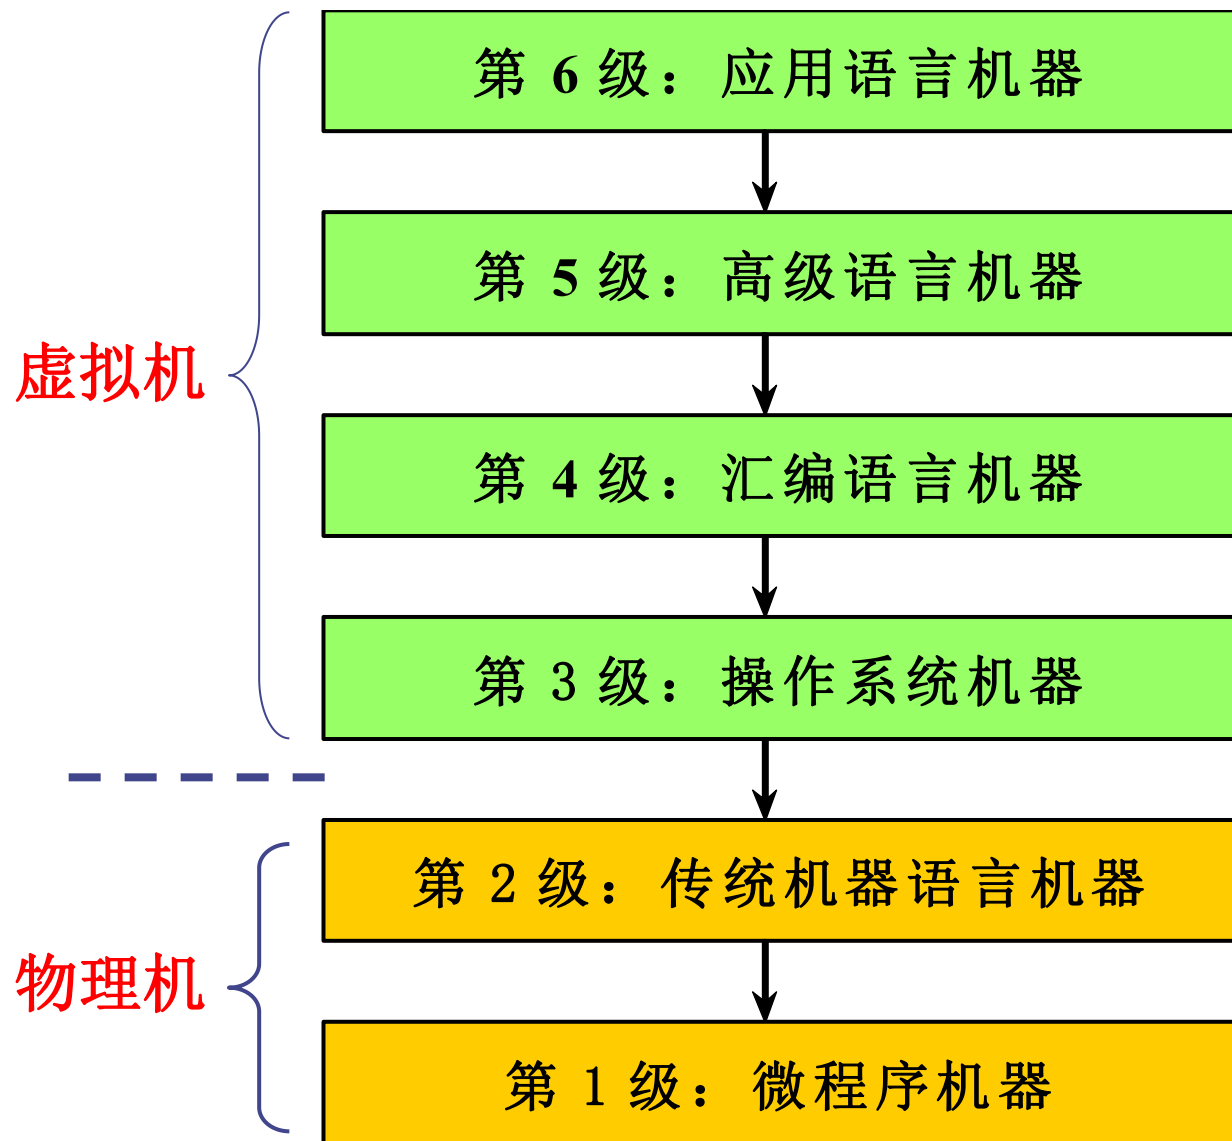 第 6 级：应用语言机器
第 5 级：高级语言机器
虚拟机
第 4 级：汇编语言机器
第 3 级：操作系统机器
第 2 级：传统机器语言机器
物理机
第 1 级：微程序机器